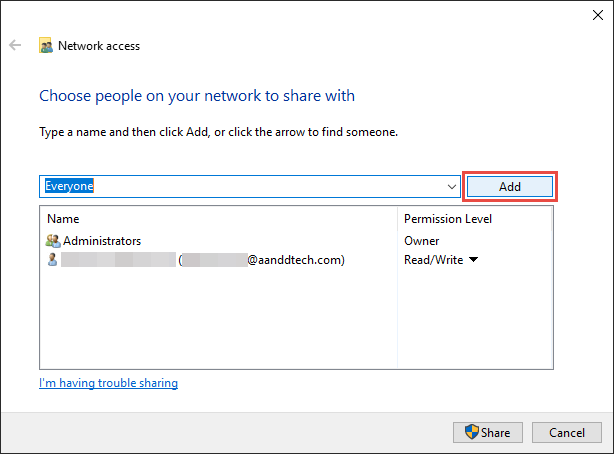 Network access
Choose people on your network to share with
Type a name and then click Add, or click the arrow to find someone.
Everyone Add
Name Permission Level
Administrators Owner
( @aanddtech.com) Read/Write
I'm having trouble sharing
Share Cancel